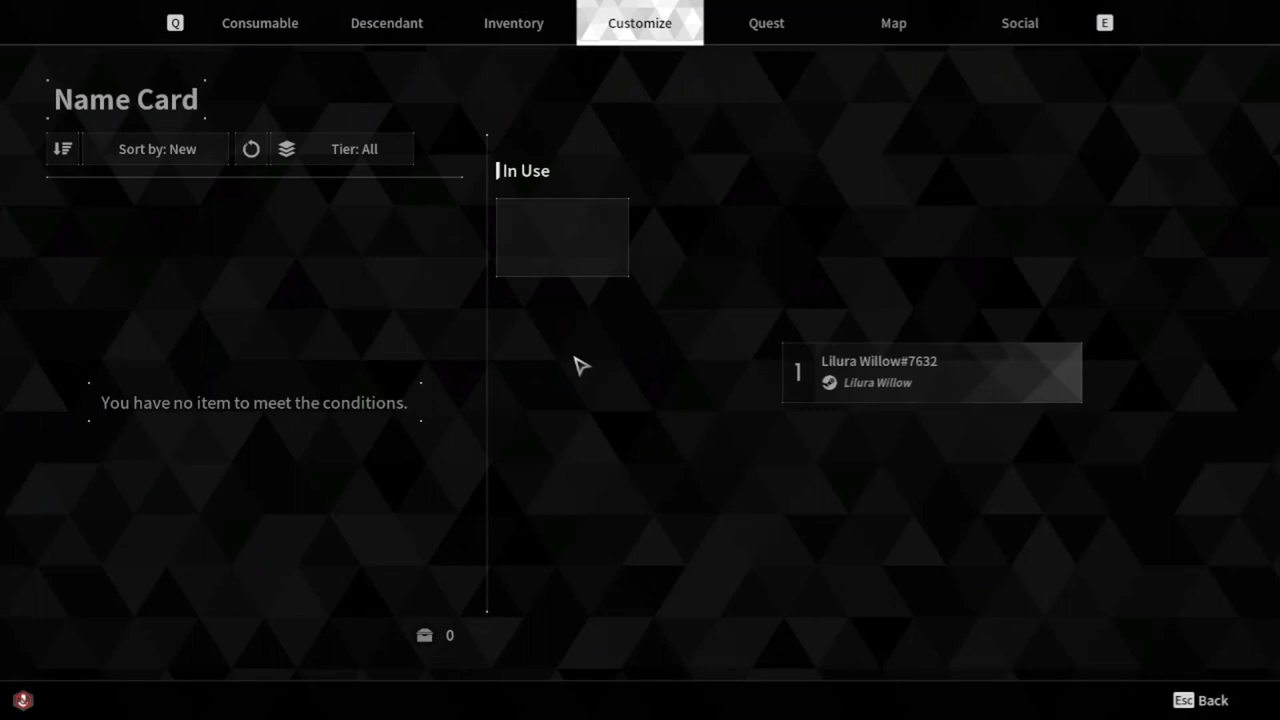 Q Consumable Descendant Inventory Customize Quest Map Social E
Name Card
Sort by: New Tier: All
In Use
1 Lilura Willow#7632
Lilura Willow
You have no item to meet the conditions.
0
Esc Back